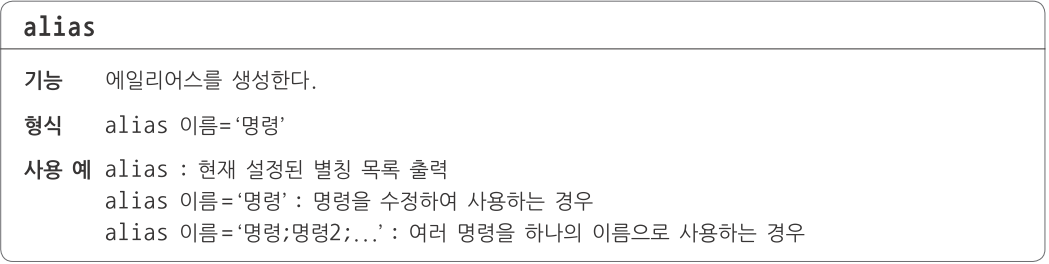 alias
기능 에일리어스를 생성한다.
형식 alias 이름=‘명령’
사용 예 alias : 현재 설정된 별칭 목록 출력
alias 이름=‘명령’ : 명령을 수정하여 사용하는 경우
alias 이름=‘명령;명령2;...’ : 여러 명령을 하나의 이름으로 사용하는 경우